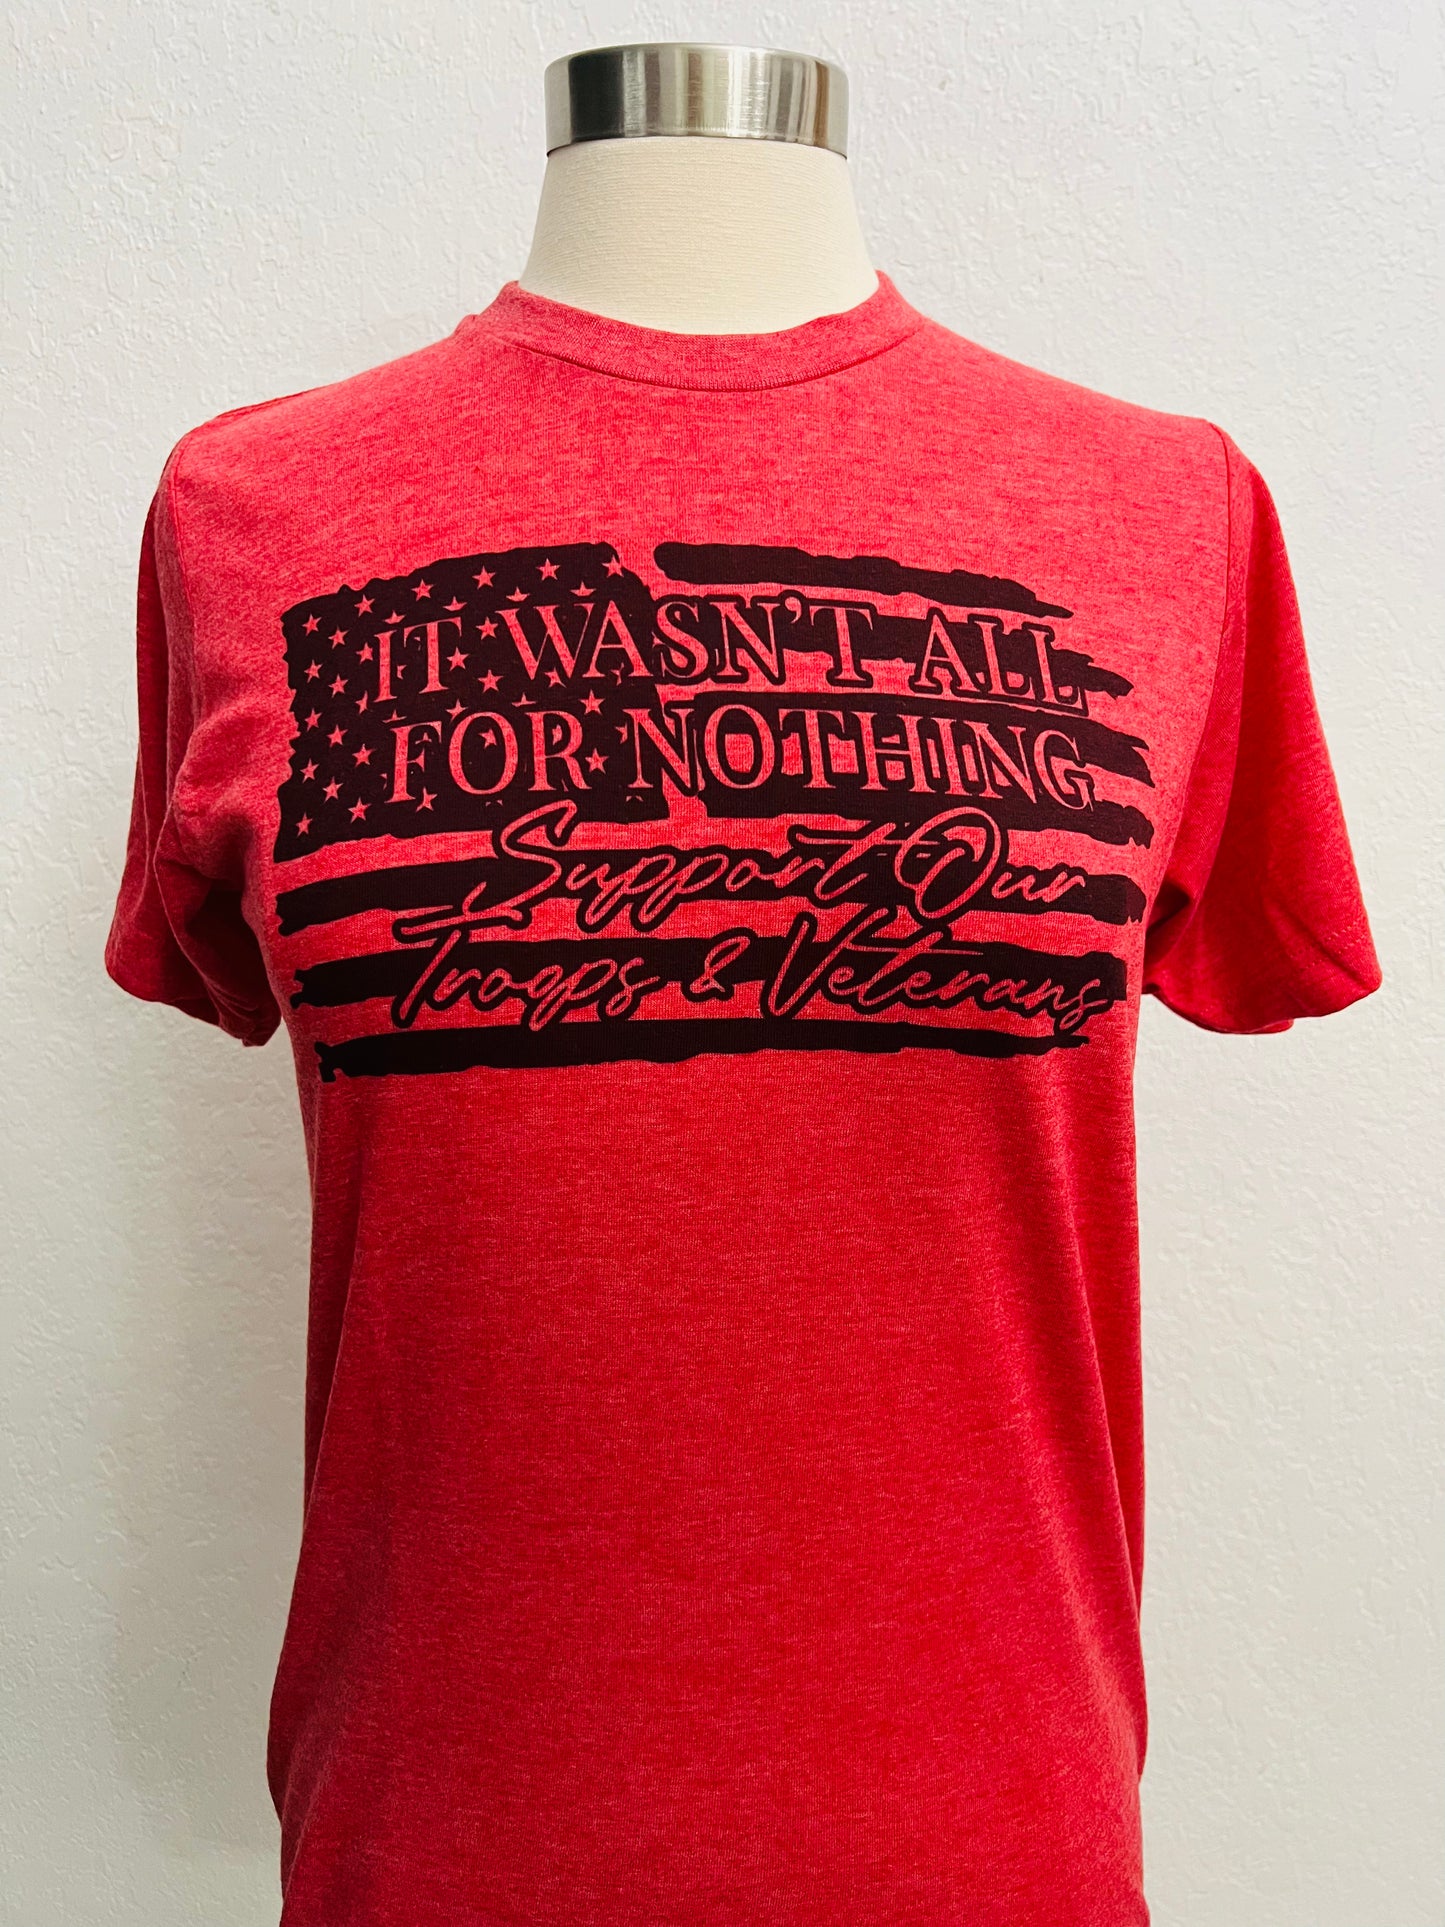 IT WASN'T ALL
FOR NOTHING
Support Our
Troops & Veterans